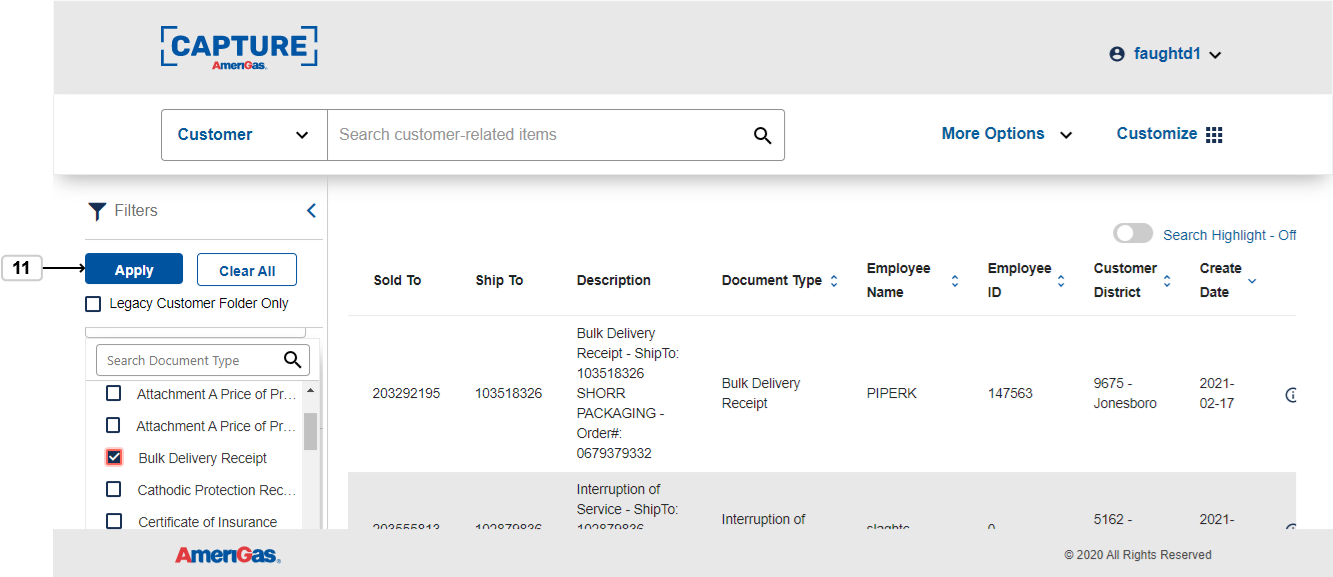 CAPTURE
AmeriGas.
faughtd1
Customer
Search customer-related items
More Options
Customize
Filters
11
Apply
Clear All
Legacy Customer Folder Only
Search Document Type
Attachment A Price of Pr...
Attachment A Price of Pr...
Bulk Delivery Receipt
Cathodic Protection Rec...
Certificate of Insurance
Search Highlight - Off
Sold To
Ship To
Description
Document Type
Employee
Name
Employee
ID
Customer
District
Create
Date
203292195
103518326
Bulk Delivery
Receipt - ShipTo:
103518326
SHORR
PACKAGING -
Order#:
0679379332
Bulk Delivery
Receipt
PIPERK
147563
9675 -
Jonesboro
2021-
02-17
203555813
102879836
Interruption of
Service - ShipTo:
102879836
Interruption of
slaghtc
0
5162 -
2021-
AmeriGas.
© 2020 All Rights Reserved